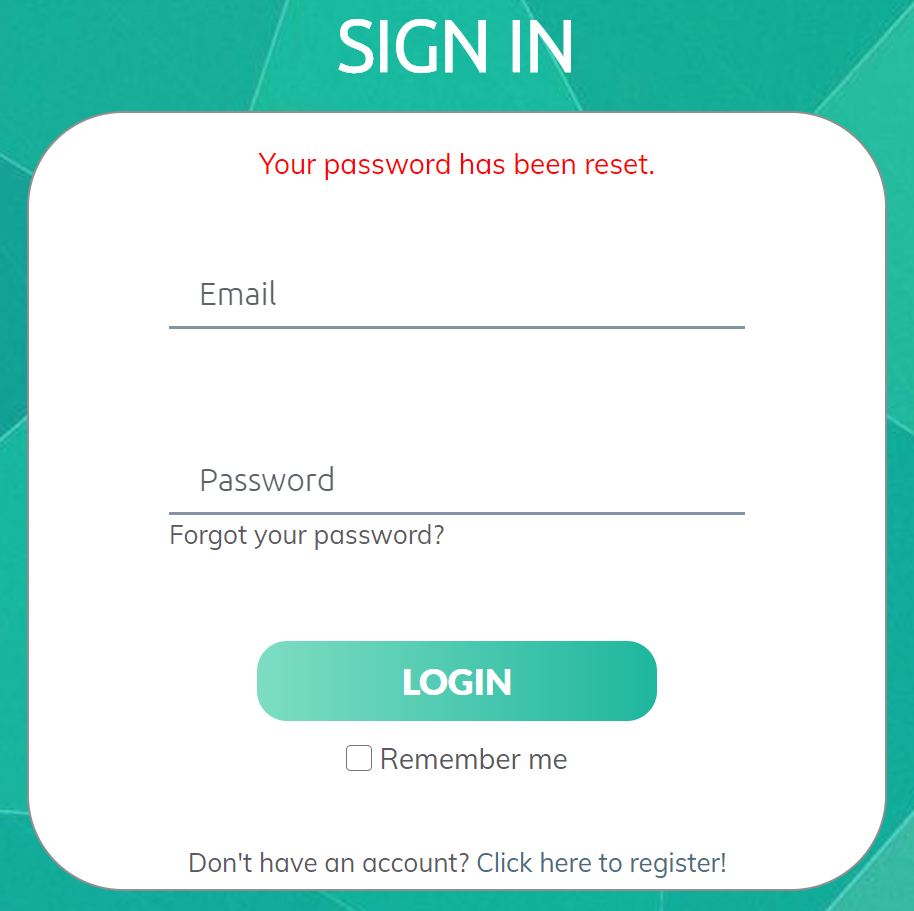 SIGN IN
Your password has been reset.
Email
Password
Forgot your password?
LOGIN
Remember me
Don't have an account? Click here to register!